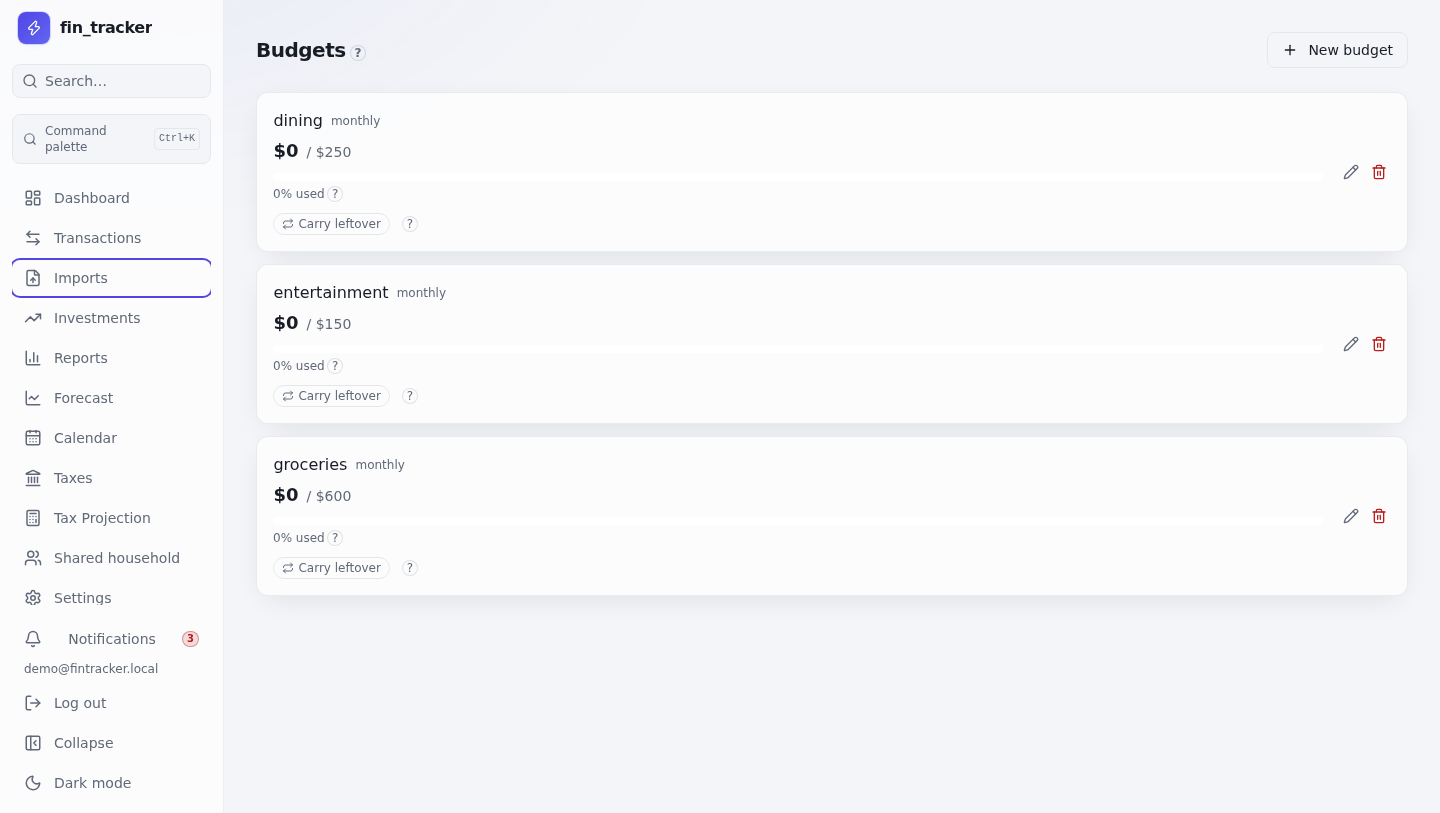 fin_tracker
Search...
Command
palette
Ctrl+K
Dashboard
Transactions
Imports
Investments
Reports
Forecast
Calendar
Taxes
Tax Projection
Shared household
Settings
Notifications 3
demo@fintracker.local
Log out
Collapse
Dark mode
Budgets ?
New budget
dining monthly
$0 / $250
0% used ?
Carry leftover ?
entertainment monthly
$0 / $150
0% used ?
Carry leftover ?
groceries monthly
$0 / $600
0% used ?
Carry leftover ?